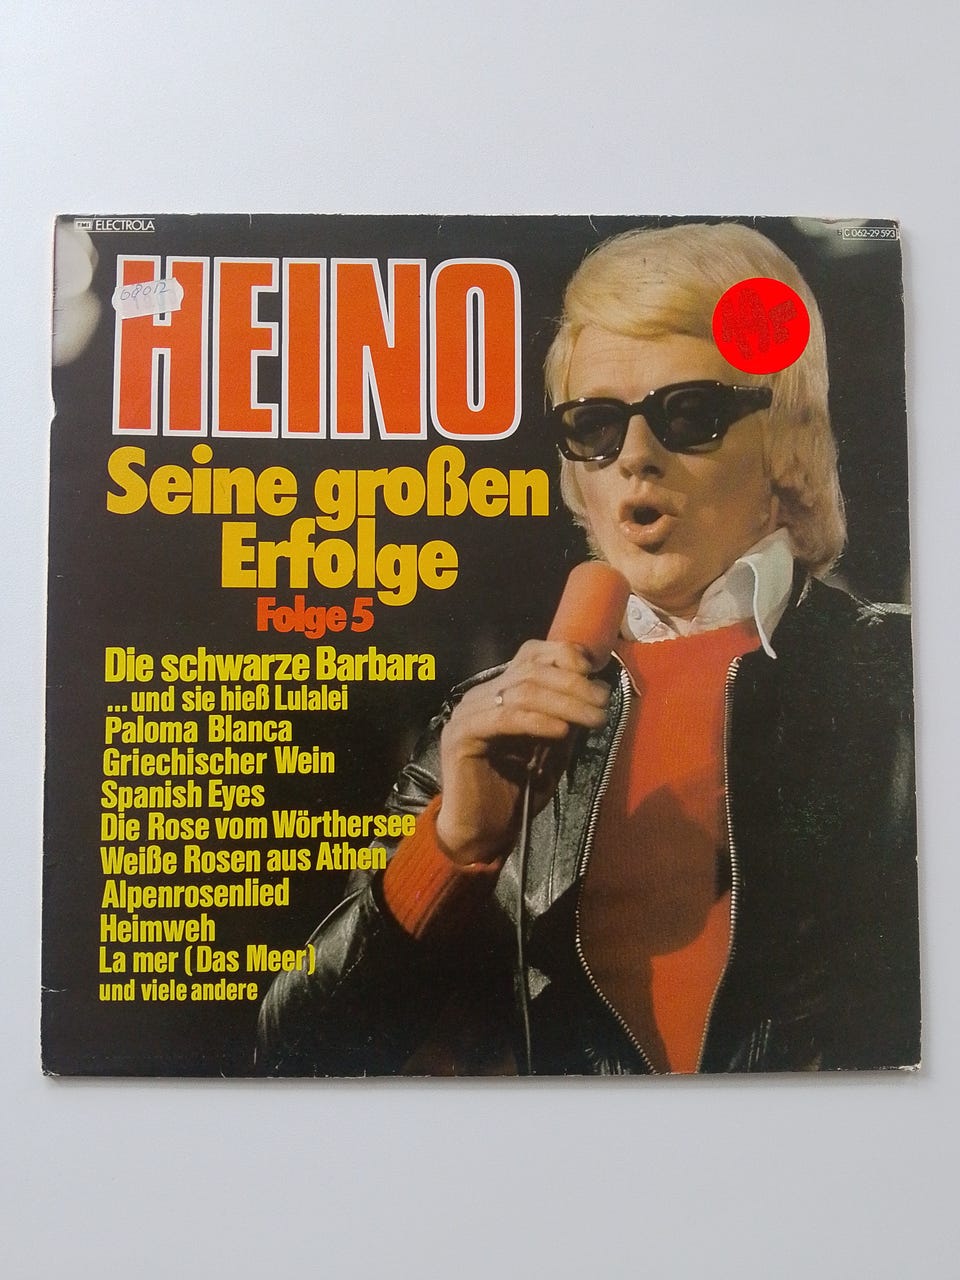 EMI ELECTROLA
C 062-29 593
HEINO
Seine großen
Erfolge
Folge 5
Die schwarze Barbara
...und sie hieß Lulalei
Paloma Blanca
Griechischer Wein
Spanish Eyes
Die Rose vom Wörthersee
Weiße Rosen aus Athen
Alpenrosenlied
Heimweh
La mer (Das Meer)
und viele andere